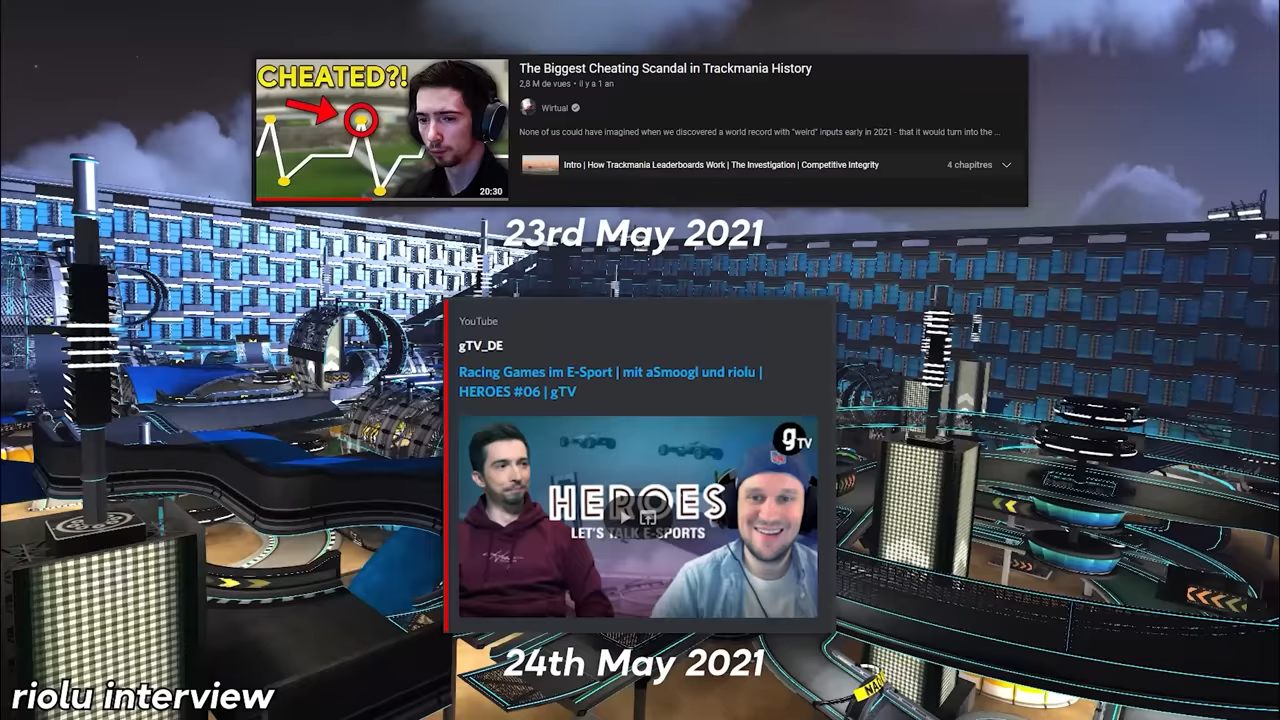 CHEATED?!
20:30
The Biggest Cheating Scandal in Trackmania History
2,8 M de vues • il y a 1 an
Wirtual
None of us could have imagined when we discovered a world record with "weird" inputs early in 2021 - that it would turn into the ...
Intro | How Trackmania Leaderboards Work | The Investigation | Competitive Integrity
4 chapitres
23rd May 2021
YouTube
gTV_DE
Racing Games im E-Sport | mit aSmoogl und riolu |
HEROES #06 | gTV
gTV
HEROES
LET'S TALK E-SPORTS
24th May 2021
riolu interview